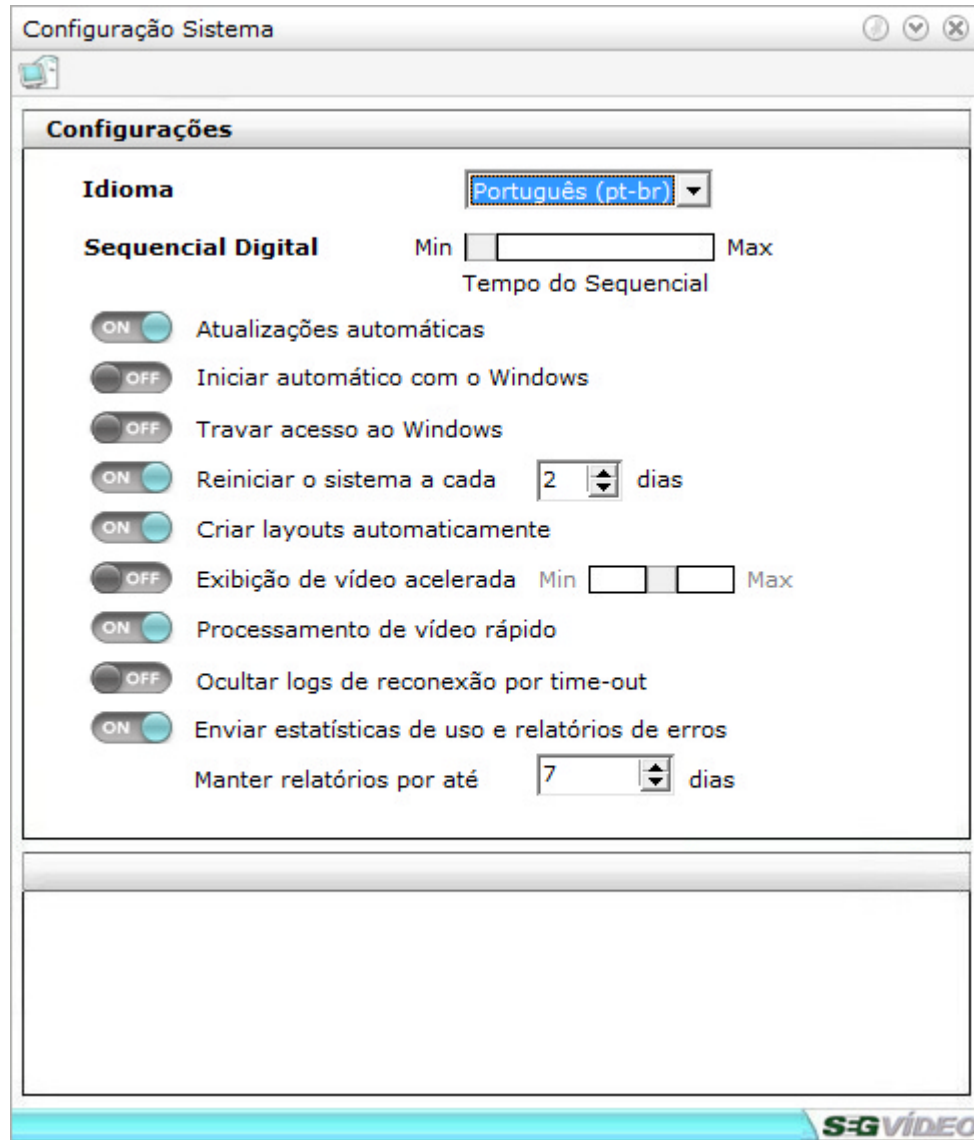 Configuração Sistema
Configurações
Idioma Português (pt-br)
Sequencial Digital Min Max
Tempo do Sequencial
ON Atualizações automáticas
OFF Iniciar automático com o Windows
OFF Travar acesso ao Windows
ON Reiniciar o sistema a cada 2 dias
ON Criar layouts automaticamente
OFF Exibição de vídeo acelerada Min Max
ON Processamento de vídeo rápido
OFF Ocultar logs de reconexão por time-out
ON Enviar estatísticas de uso e relatórios de erros
Manter relatórios por até 7 dias
SEGVÍDEO